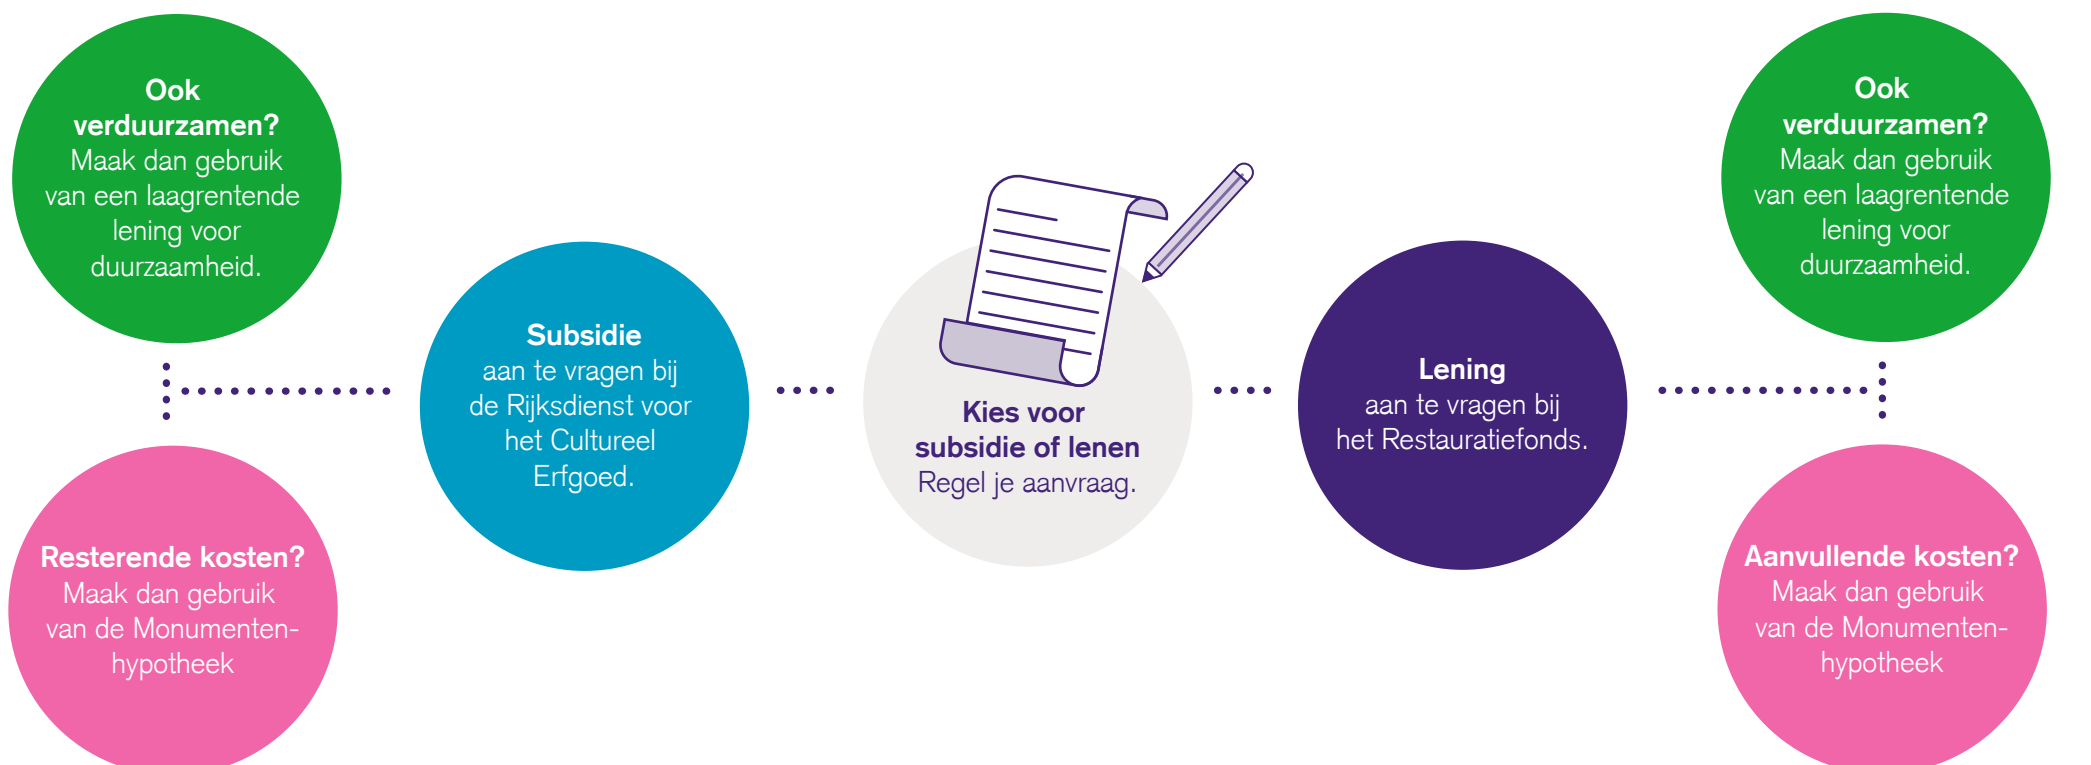 Ook
verduurzamen?
Maak dan gebruik
van een laagrentende
lening voor
duurzaamheid.
Resterende kosten?
Maak dan gebruik
van de Monumenten-
hypotheek
Subsidie
aan te vragen bij
de Rijksdienst voor
het Cultureel
Erfgoed.
Kies voor
subsidie of lenen
Regel je aanvraag.
Lening
aan te vragen bij
het Restauratiefonds.
Ook
verduurzamen?
Maak dan gebruik
van een laagrentende
lening voor
duurzaamheid.
Aanvullende kosten?
Maak dan gebruik
van de Monumenten-
hypotheek